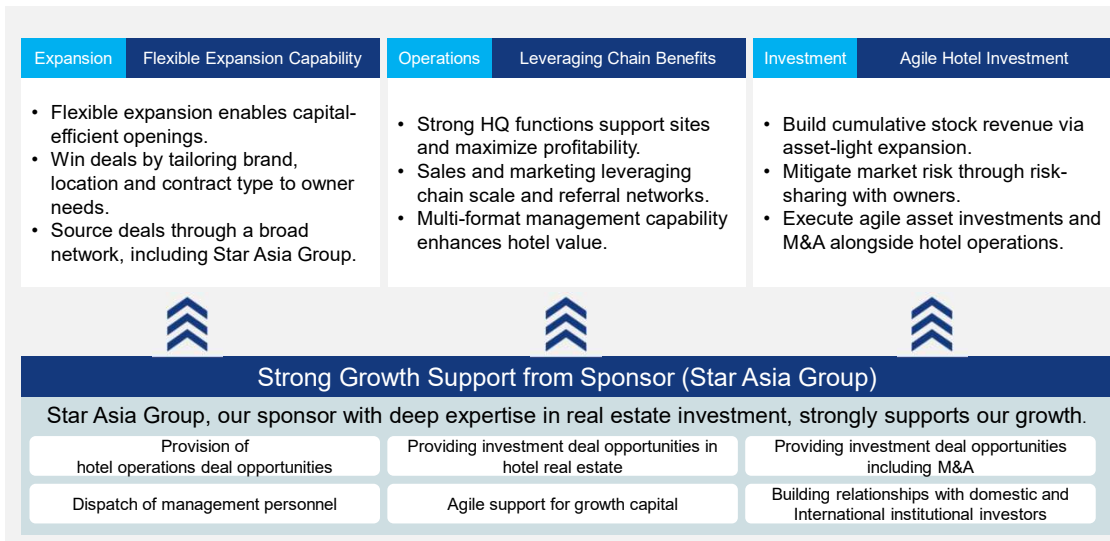 Expansion
Flexible Expansion Capability
• Flexible expansion enables capital-
efficient openings.
• Win deals by tailoring brand,
location and contract type to owner
needs.
• Source deals through a broad
network, including Star Asia Group.
Operations
Leveraging Chain Benefits
• Strong HQ functions support sites
and maximize profitability.
• Sales and marketing leveraging
chain scale and referral networks.
• Multi-format management capability
enhances hotel value.
Investment
Agile Hotel Investment
• Build cumulative stock revenue via
asset-light expansion.
• Mitigate market risk through risk-
sharing with owners.
• Execute agile asset investments and
M&A alongside hotel operations.
Strong Growth Support from Sponsor (Star Asia Group)
Star Asia Group, our sponsor with deep expertise in real estate investment, strongly supports our growth.
Provision of
hotel operations deal opportunities
Providing investment deal opportunities in
hotel real estate
Providing investment deal opportunities
including M&A
Dispatch of management personnel
Agile support for growth capital
Building relationships with domestic and
International institutional investors